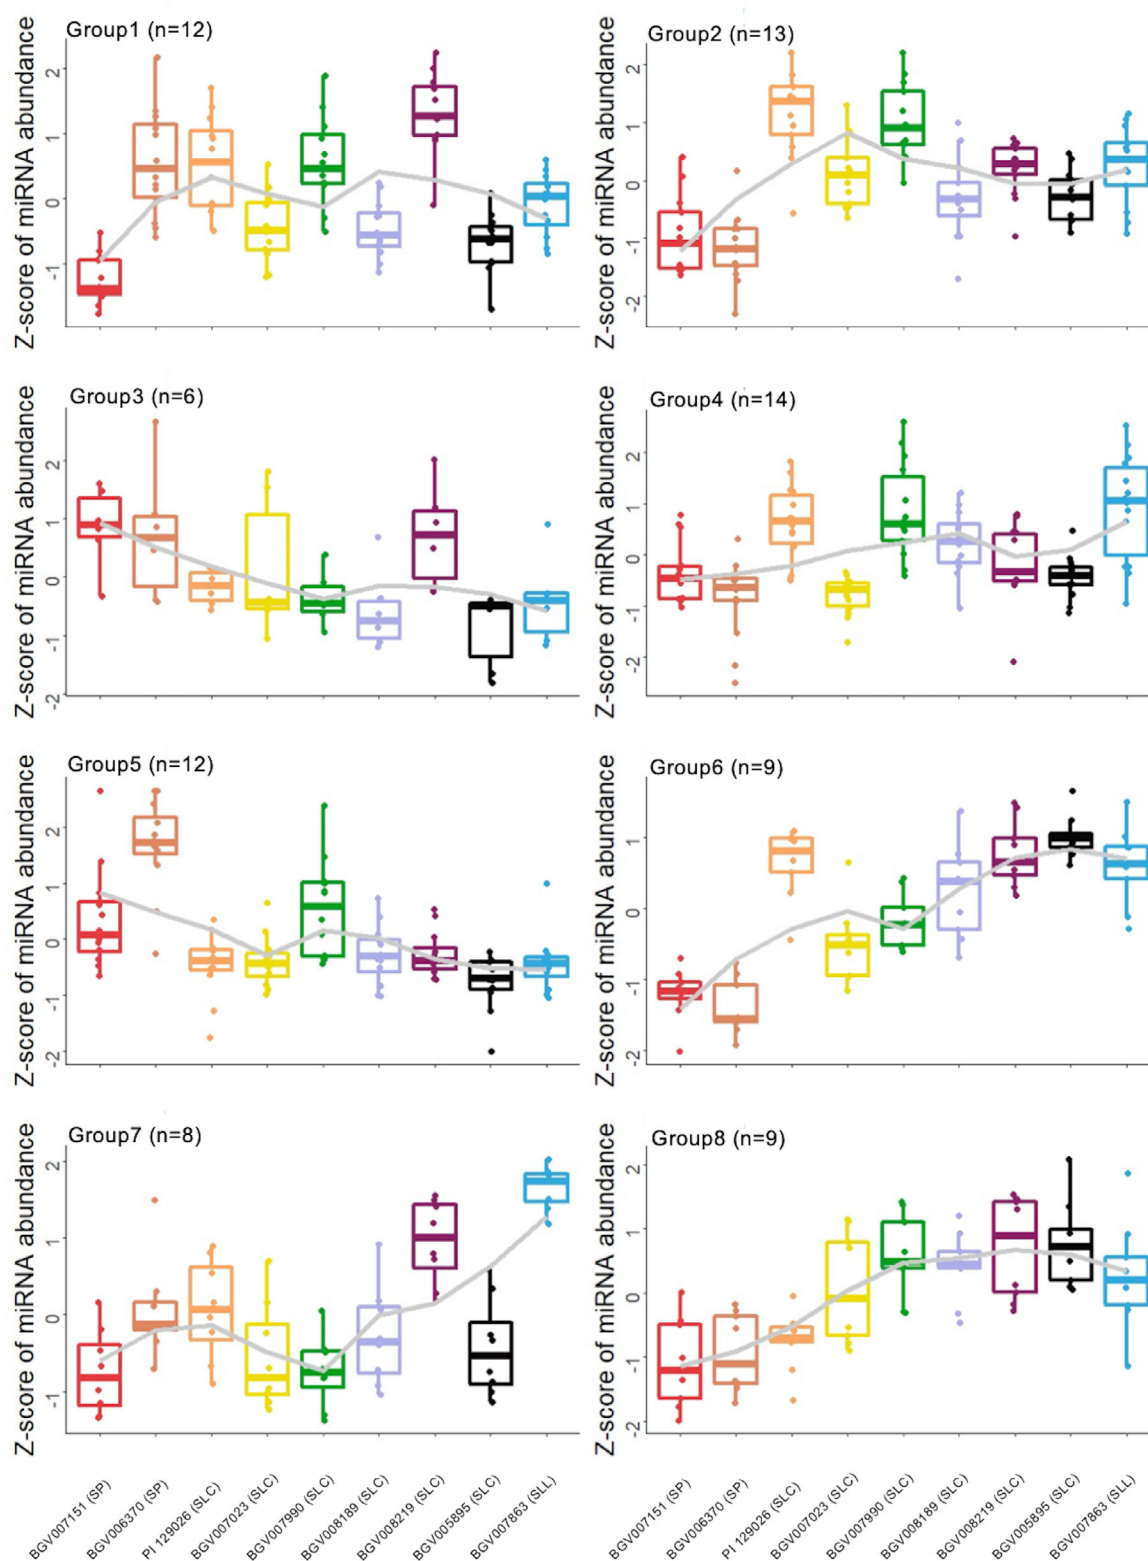 Group1 (n=12)
Z-score of miRNA abundance
2
1
0
-1
Group2 (n=13)
Z-score of miRNA abundance
2
1
0
-1
-2
Group3 (n=6)
Z-score of miRNA abundance
2
1
0
-1
-2
Group4 (n=14)
Z-score of miRNA abundance
2
1
0
-1
-2
Group5 (n=12)
Z-score of miRNA abundance
2
1
0
-1
-2
Group6 (n=9)
Z-score of miRNA abundance
1
0
-1
-2
Group7 (n=8)
Z-score of miRNA abundance
2
1
0
-1
Group8 (n=9)
Z-score of miRNA abundance
2
1
0
-1
-2
BGV007151 (SP)
BGV006370 (SP)
PI 129026 (SLC)
BGV007023 (SLC)
BGV007990 (SLC)
BGV008189 (SLC)
BGV008219 (SLC)
BGV005895 (SLC)
BGV007863 (SLL)
BGV007151 (SP)
BGV006370 (SP)
PI 129026 (SLC)
BGV007023 (SLC)
BGV007990 (SLC)
BGV008189 (SLC)
BGV008219 (SLC)
BGV005895 (SLC)
BGV007863 (SLL)